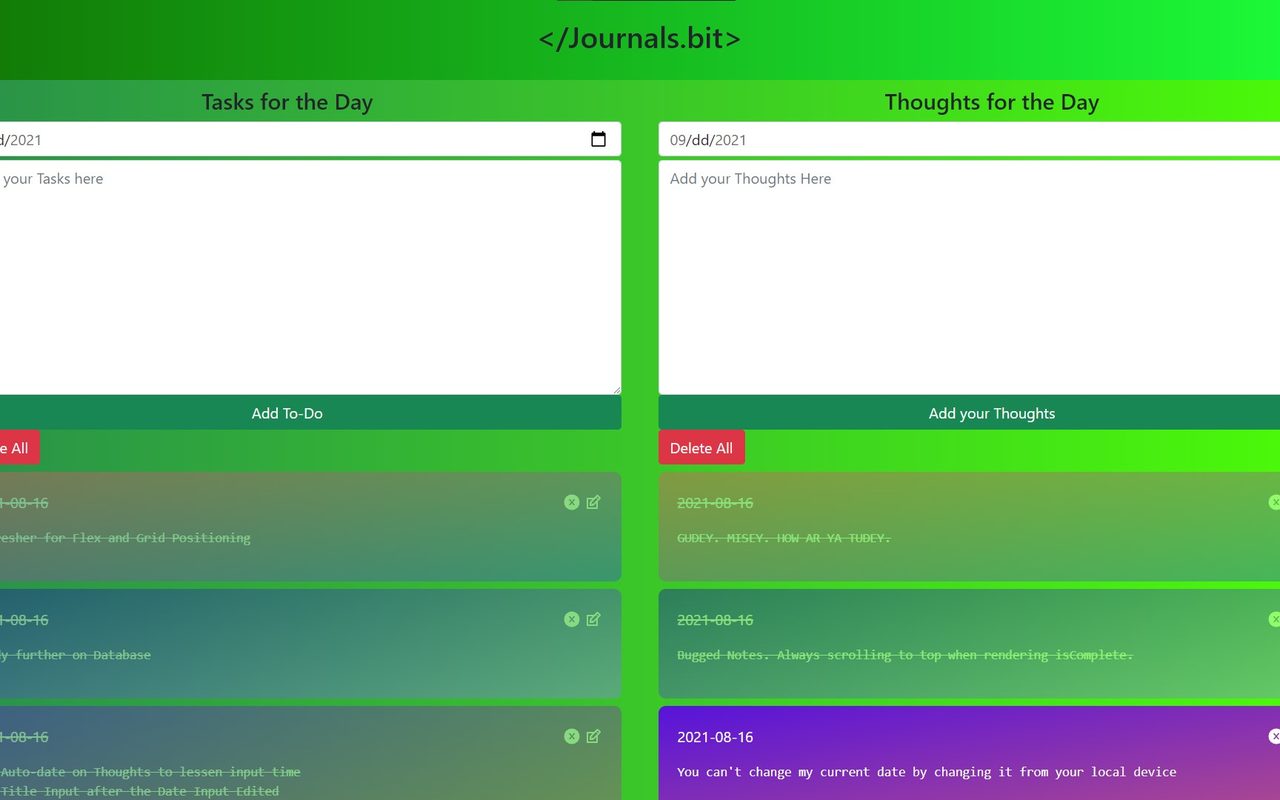 </Journals.bit>
Tasks for the Day
/2021
your Tasks here
Add To-Do
All
1-08-16
for Flex and Grid Positioning
1-08-16
further on Database
1-08-16
Auto-date on Thoughts to lessen input time
Title Input after the Date Input Edited
Thoughts for the Day
09/dd/2021
Add your Thoughts Here
Add your Thoughts
Delete All
2021-08-16
GUDEY. MISEY. HOW AR YA TUDEY.
2021-08-16
Bugged Notes. Always scrolling to top when rendering isComplete.
2021-08-16
You can't change my current date by changing it from your local device